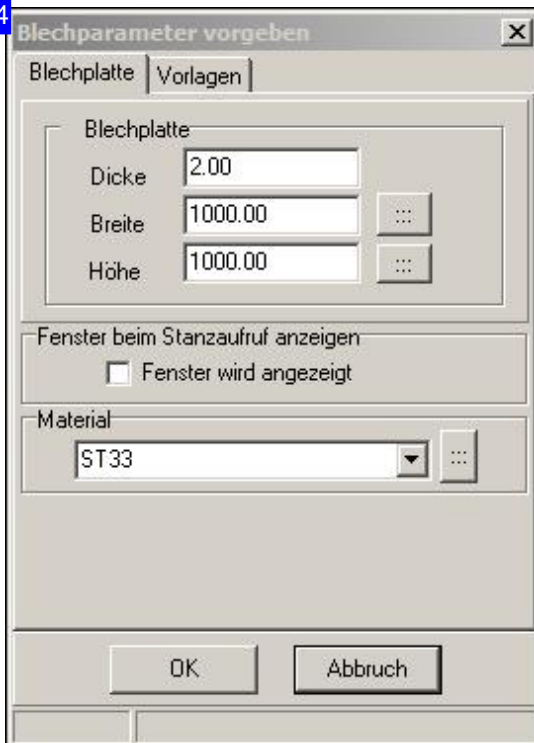 4
Blechparameter vorgeben
Blechplatte Vorlagen
Blechplatte
Dicke 2.00
Breite 1000.00 :::
Höhe 1000.00 :::
Fenster beim Stanzaufruf anzeigen
Fenster wird angezeigt
Material
ST33 :::
OK Abbruch